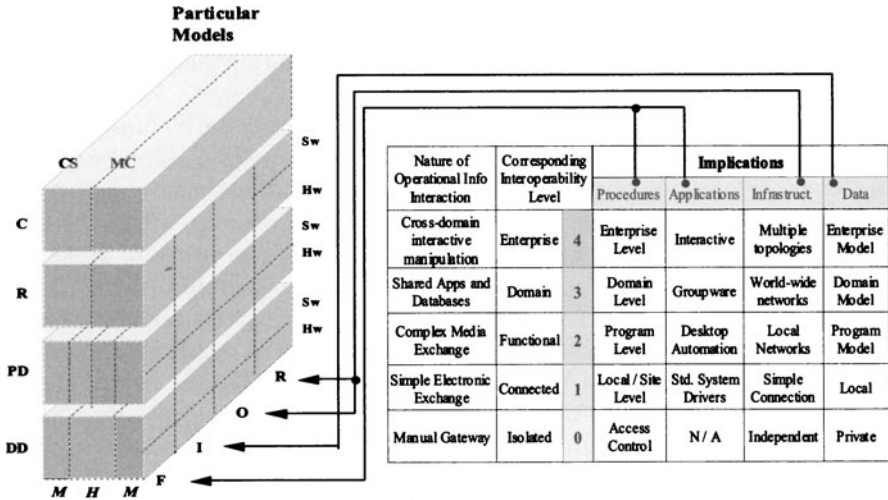 Particular
Models
CS MC
C
R
PD
DD
M H M
Sw
Hw
Sw
Hw
Sw
Hw
R
O
I
F
Nature of
Operational Info
Interaction
Corresponding
Interoperability
Level
Implications
Procedures Applications Infrastruct. Data
Cross-domain
interactive
manipulation
Enterprise
4
Enterprise
Level
Interactive
Multiple
topologies
Enterprise
Model
Shared Apps and
Databases
Domain
3
Domain
Level
Groupware
World-wide
networks
Domain
Model
Complex Media
Exchange
Functional
2
Program
Level
Desktop
Automation
Local
Networks
Program
Model
Simple Electronic
Exchange
Connected
1
Local / Site
Level
Std. System
Drivers
Simple
Connection
Local
Manual Gateway
Isolated
0
Access
Control
N / A
Independent
Private